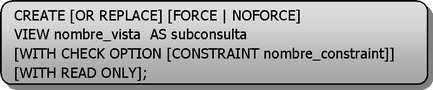 CREATE [OR REPLACE] [FORCE | NOFORCE]
VIEW nombre_vista  AS subconsulta
[WITH CHECK OPTION [CONSTRAINT nombre_constraint]]
[WITH READ ONLY];